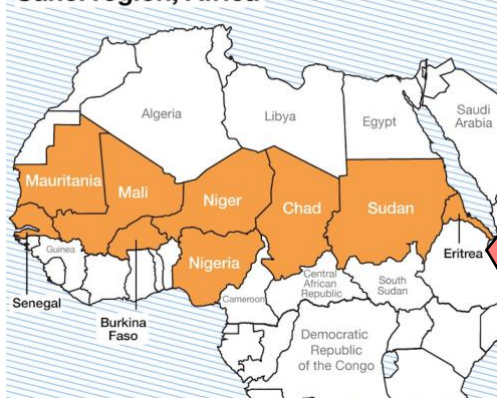 Sahel region, Africa
Algeria
Libya
Egypt
Saudi
Arabia
Mauritania
Mali
Niger
Chad
Sudan
Eritrea
Guinea
Nigeria
Senegal
Burkina
Faso
Cameroon
Central
African
Republic
South
Sudan
Democratic
Republic
of the Congo